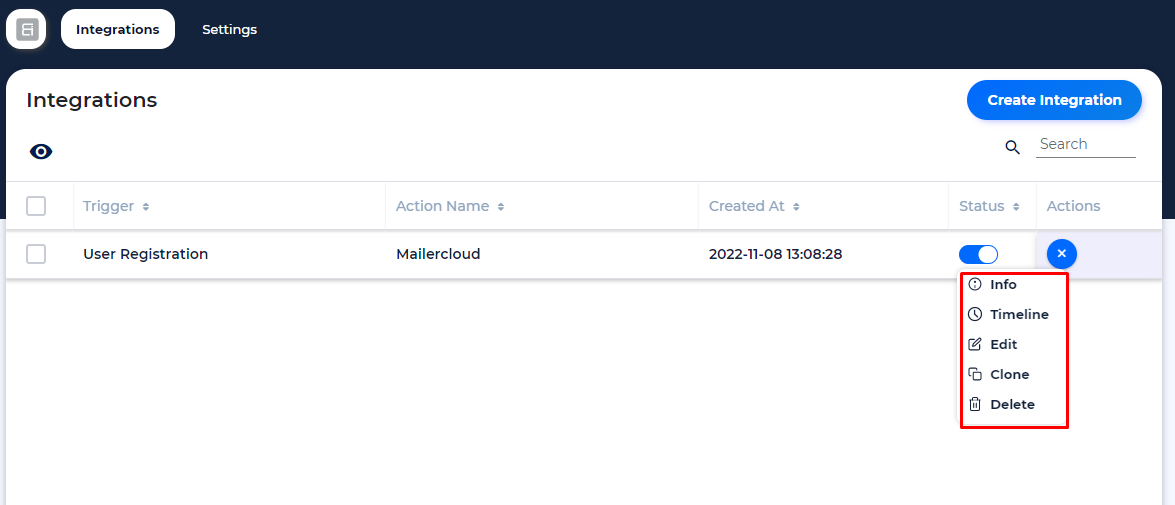 Integrations
Settings
Integrations
Create Integration
Search
Trigger
Action Name
Created At
Status
Actions
User Registration
Mailercloud
2022-11-08 13:08:28
Info
Timeline
Edit
Clone
Delete